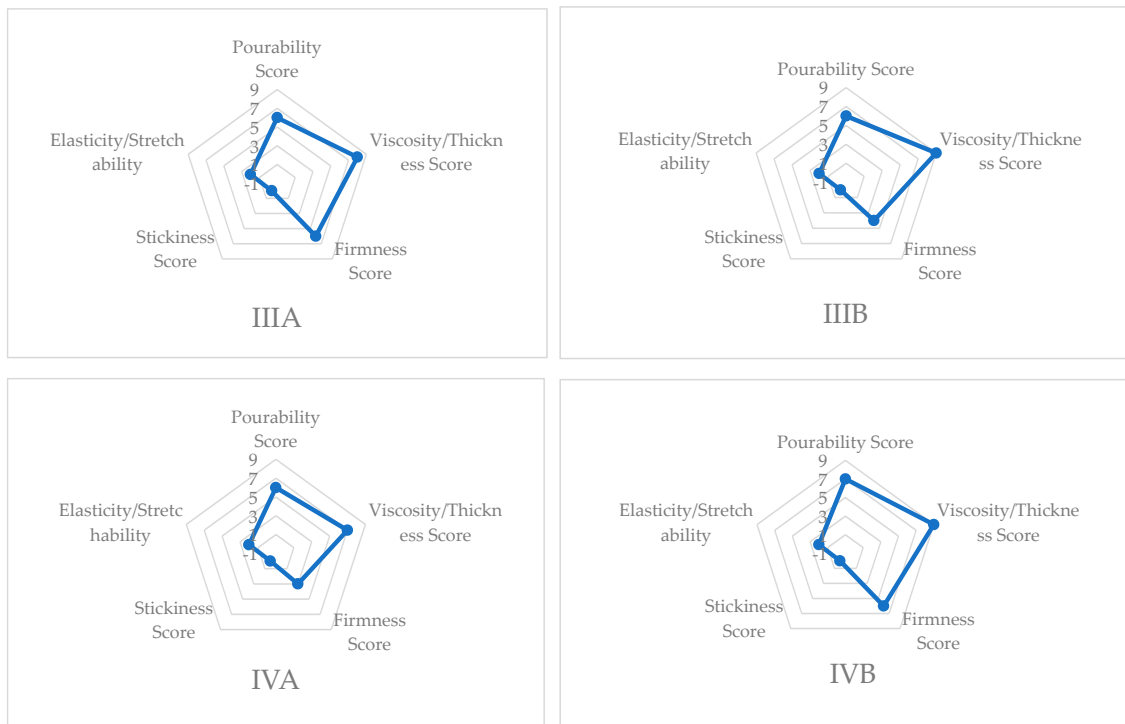 Pourability
Score
9
7
5
3
1
-1
Viscosity/Thickn
ess Score
Firmness
Score
Stickiness
Score
Elasticity/Stretch
ability
IIIA
Pourability Score
9
7
5
3
1
-1
Viscosity/Thickne
ss Score
Firmness
Score
Stickiness
Score
Elasticity/Stretch
ability
IIIB
Pourability
Score
9
7
5
3
1
-1
Viscosity/Thickn
ess Score
Firmness
Score
Stickiness
Score
Elasticity/Stretc
hability
IVA
Pourability Score
9
7
5
3
1
-1
Viscosity/Thickne
ss Score
Firmness
Score
Stickiness
Score
Elasticity/Stretch
ability
IVB